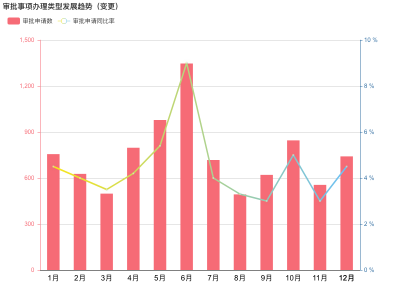 审批事项办理类型发展趋势（变更）
审批申请数 审批申请同比率
1,500 10 %
1,200 8 %
900 6 %
600 4 %
300 2 %
0 0 %
1月 2月 3月 4月 5月 6月 7月 8月 9月 10月 11月 12月